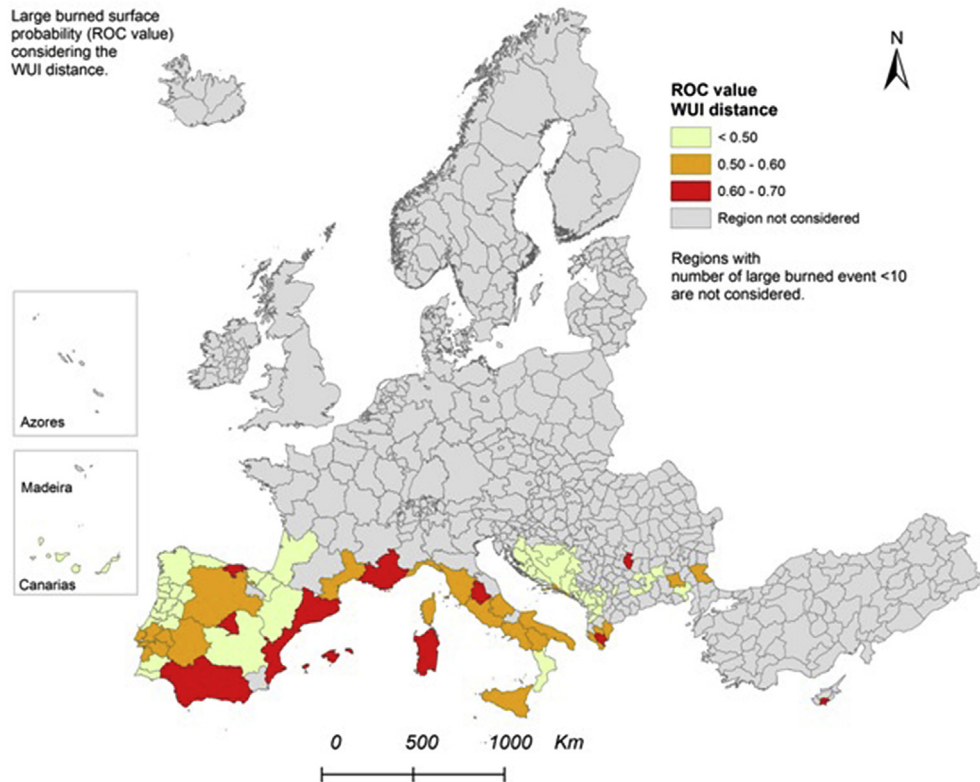 Large burned surface
probability (ROC value)
considering the
WUI distance.
N
ROC value
WUI distance
< 0.50
0.50 - 0.60
0.60 - 0.70
Region not considered
Regions with
number of large burned event <10
are not considered.
Azores
Madeira
Canarias
0 500 1000 Km